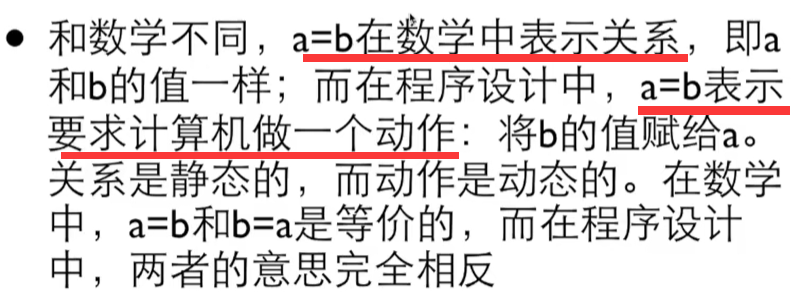 ● 和数学不同，a=b在数学中表示关系，即a
和b的值一样；而在程序设计中，a=b表示
要求计算机做一个动作：将b的值赋给a。
关系是静态的，而动作是动态的。在数学
中，a=b和b=a是等价的，而在程序设计
中，两者的意思完全相反